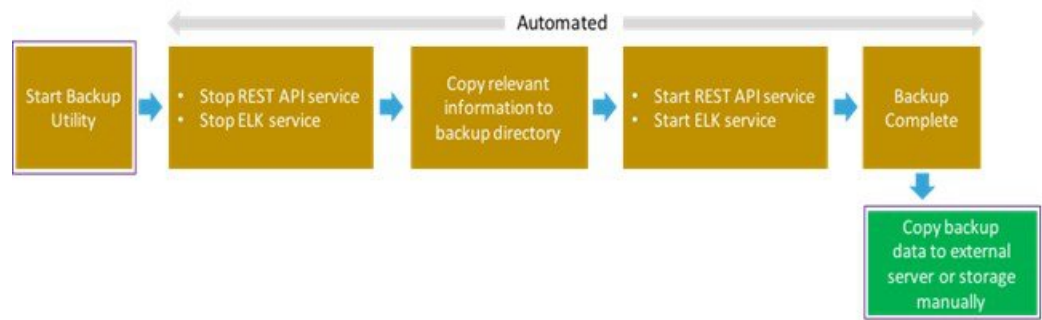 Automated
Start Backup
Utility
• Stop REST API service
• Stop ELK service
Copy relevant
information to
backup directory
• Start REST API service
• Start ELK service
Backup
Complete
Copy backup
data to external
server or storage
manually